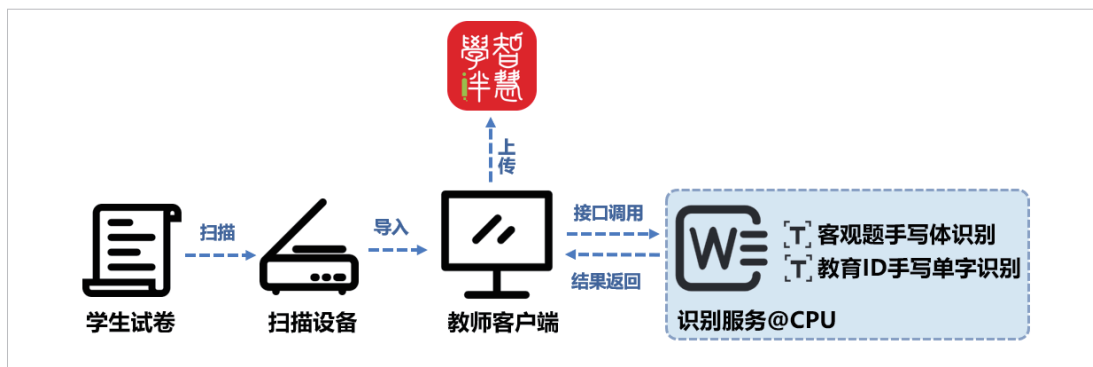 學智
伴慧
上传
扫描
导入
接口调用
结果返回
W
[T] 客观题手写体识别
[T] 教育ID手写单字识别
学生试卷
扫描设备
教师客户端
识别服务@CPU